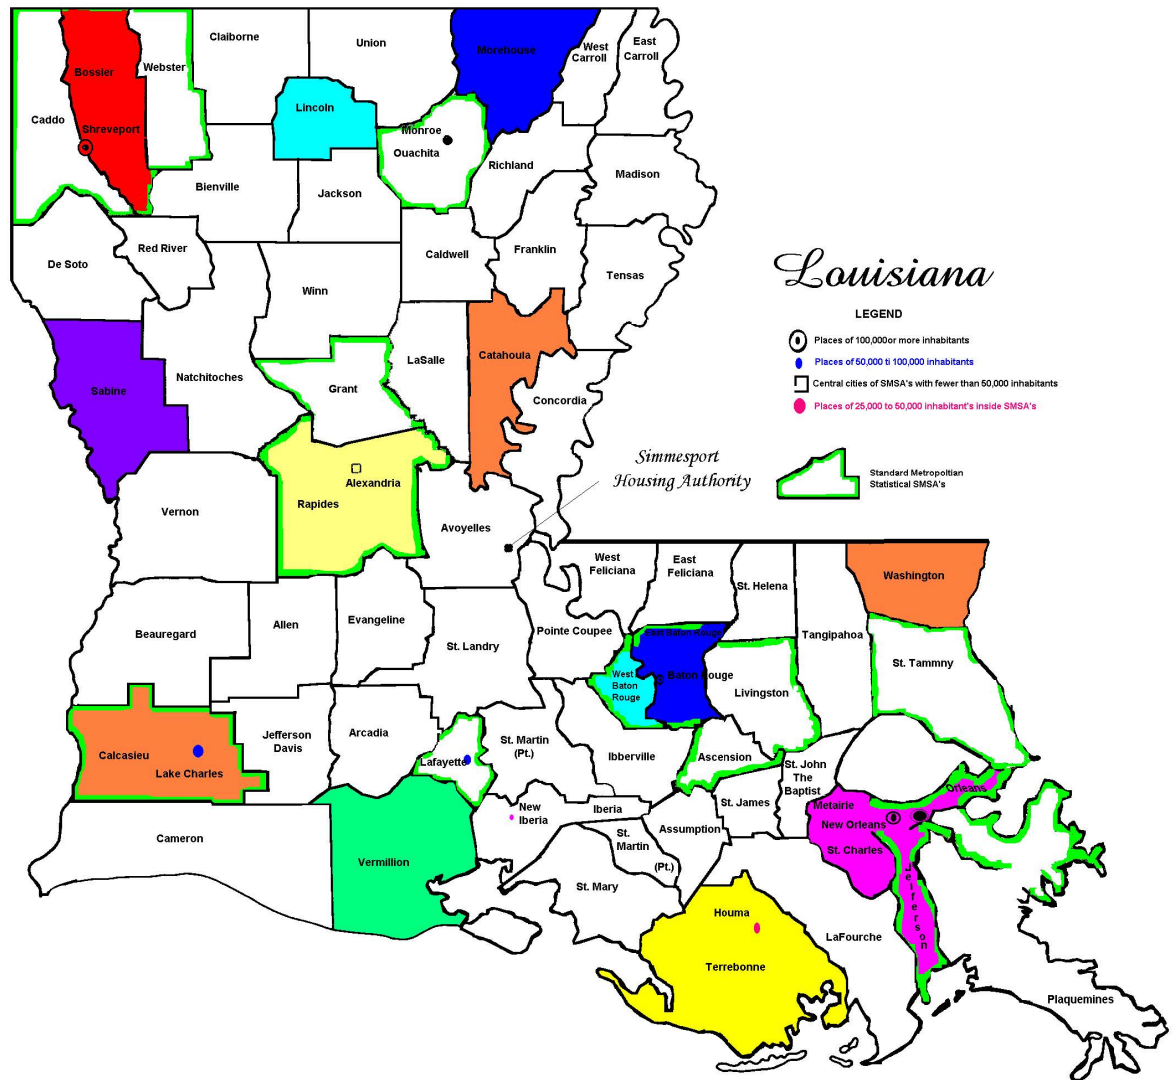 Claiborne
Union
Morehouse
West
Carroll
East
Carroll
Bossier
Webster
Lincoln
Caddo
Shreveport
Monroe
Ouachita
Richland
Madison
Bienville
Jackson
Red River
De Soto
Caldwell
Franklin
Tensas
Winn
Louisiana
LEGEND
Places of 100,000or more inhabitants
Places of 50,000 ti 100,000 inhabitants
Central cities of SMSA's with fewer than 50,000 inhabitants
Places of 25,000 to 50,000 inhabitant's inside SMSA's
Standard Metropoltian
Statistical SMSA's
Sabine
Natchitoches
Grant
LaSalle
Catahoula
Concordia
Simmesport
Housing Authority
Vernon
Alexandria
Rapides
Avoyelles
West
Feliciana
East
Feliciana
St. Helena
Washington
Beauregard
Allen
Evangeline
St. Landry
Pointe Coupee
East Baton Rouge
Tangipahoa
St. Tammny
West
Baton
Rouge
Baton Rouge
Livingston
Calcasieu
Lake Charles
Jefferson
Davis
Arcadia
Lafayette
St. Martin
(Pt.)
Ibberville
Ascension
St. John
The
Baptist
Orleans
Cameron
Vermillion
New
Iberia
Iberia
St.
Martin
(Pt.)
Assumption
St. James
Metairie
New Orleans
St. Charles
Jefferson
St. Mary
Houma
Terrebonne
LaFourche
Plaquemines